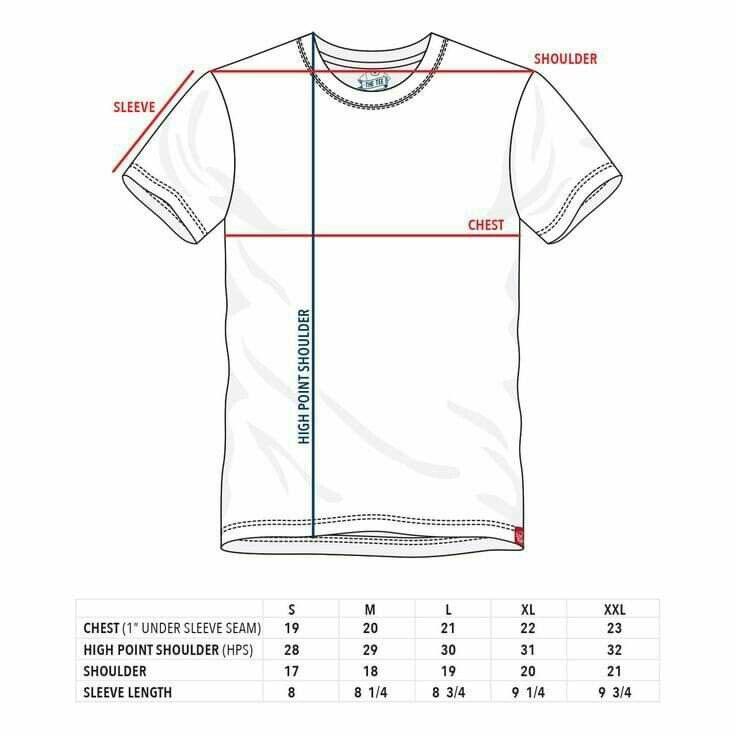 SHOULDER
SLEEVE
THE TEE
CHEST
HIGH POINT SHOULDER
S M L XL XXL
CHEST (1" UNDER SLEEVE SEAM) 19 20 21 22 23
HIGH POINT SHOULDER (HPS) 28 29 30 31 32
SHOULDER 17 18 19 20 21
SLEEVE LENGTH 8 8 1/4 8 3/4 9 1/4 9 3/4